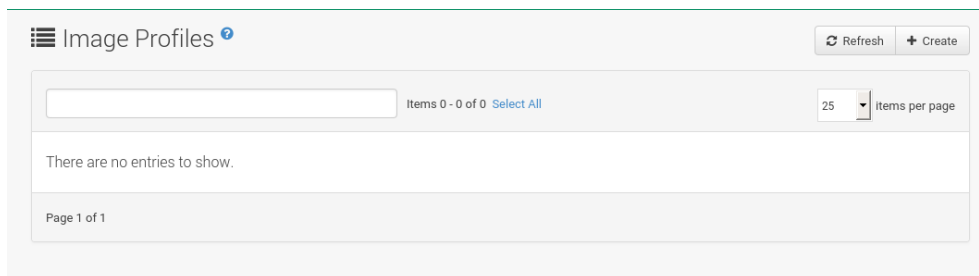 Image Profiles ?
Refresh Create
Items 0 - 0 of 0 Select All
25 items per page
There are no entries to show.
Page 1 of 1